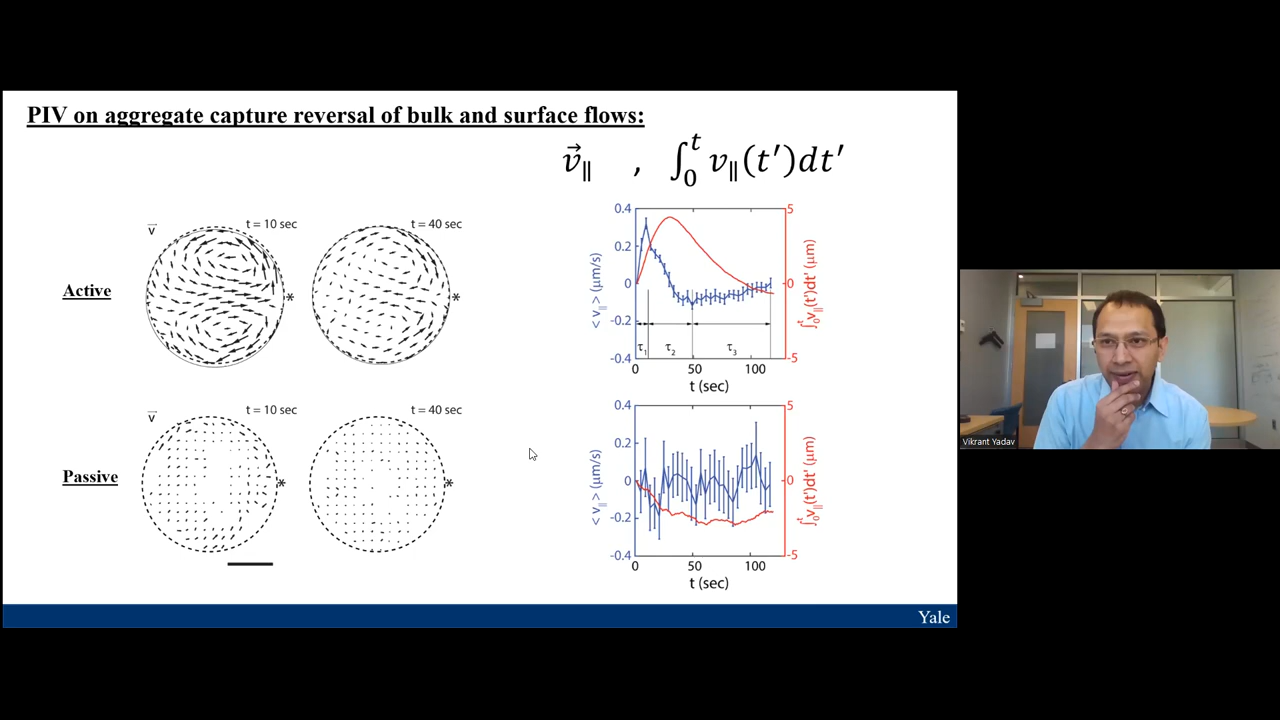 PIV on aggregate capture reversal of bulk and surface flows:
v⃗∥ , ∫₀ᵗ v∥(t′)dt′
v⃗ t = 10 sec t = 40 sec
Active
*
*
0.4
0.2
0
-0.2
-0.4
< v∥ > (μm/s)
5
0
-5
∫₀ᵗv∥(t')dt' (μm)
τ₁ τ₂ τ₃
0 50 100
t (sec)
v⃗ t = 10 sec t = 40 sec
Passive
*
*
0.4
0.2
0
-0.2
-0.4
< v∥ > (μm/s)
5
0
-5
∫₀ᵗv∥(t')dt' (μm)
0 50 100
t (sec)
Yale
Vikrant Yadav